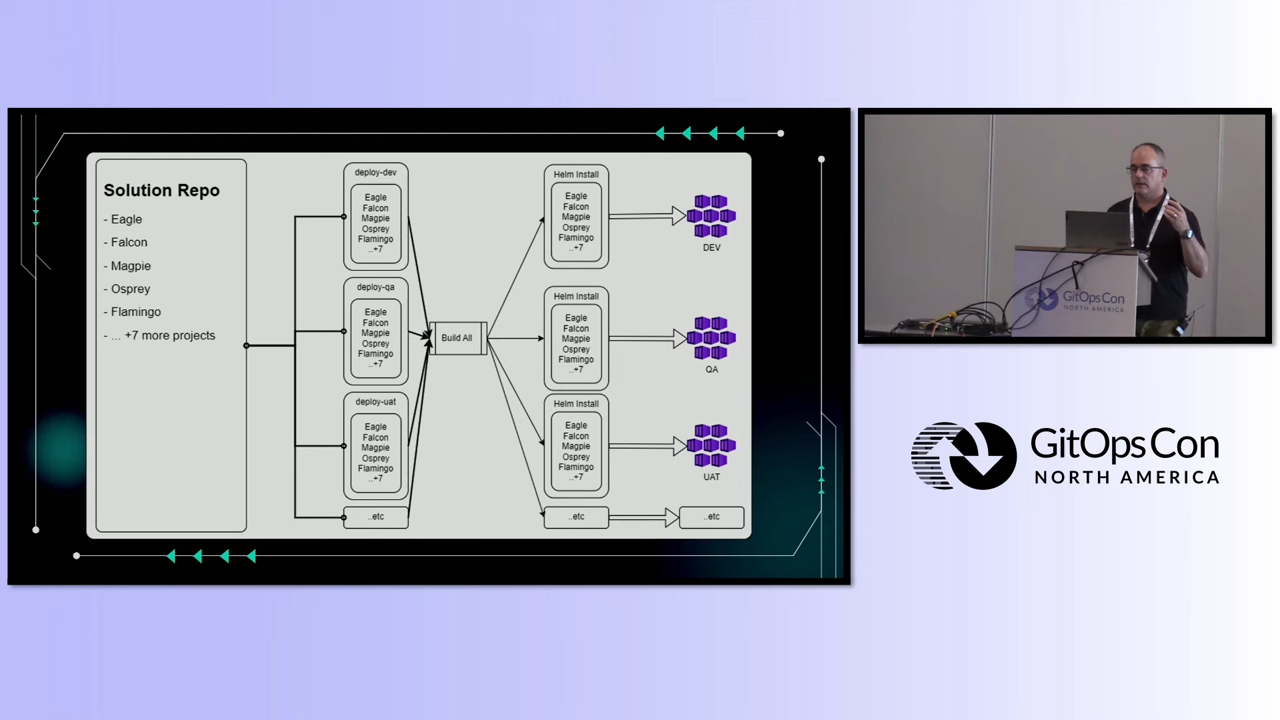 Solution Repo
- Eagle
- Falcon
- Magpie
- Osprey
- Flamingo
- ... +7 more projects
deploy-dev
Eagle
Falcon
Magpie
Osprey
Flamingo
..+7
deploy-qa
Eagle
Falcon
Magpie
Osprey
Flamingo
..+7
deploy-uat
Eagle
Falcon
Magpie
Osprey
Flamingo
..+7
..etc
Build All
Helm Install
Eagle
Falcon
Magpie
Osprey
Flamingo
..+7
Helm Install
Eagle
Falcon
Magpie
Osprey
Flamingo
..+7
Helm Install
Eagle
Falcon
Magpie
Osprey
Flamingo
..+7
..etc
DEV
QA
UAT
..etc
GitOpsCon
NORTH AMERICA
GitOpsCon
NORTH AMERICA